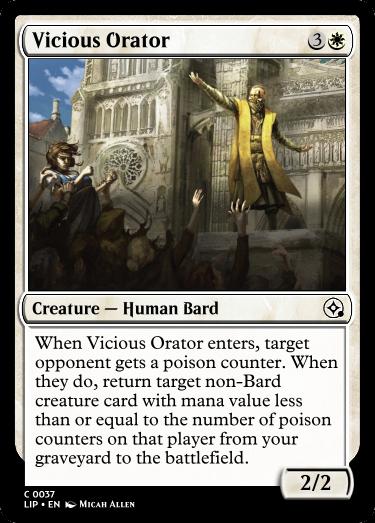 Vicious Orator 3
Creature — Human Bard
When Vicious Orator enters, target
opponent gets a poison counter. When
they do, return target non-Bard
creature card with mana value less
than or equal to the number of poison
counters on that player from your
graveyard to the battlefield.
2/2
C 0037
LIP • EN Micah Allen